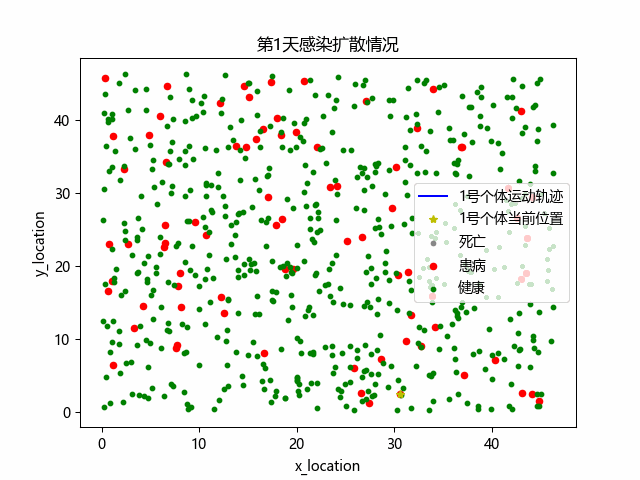 第1天感染扩散情况
y_location
40
30
20
10
0
1号个体运动轨迹
1号个体当前位置
死亡
患病
健康
0 10 20 30 40
x_location